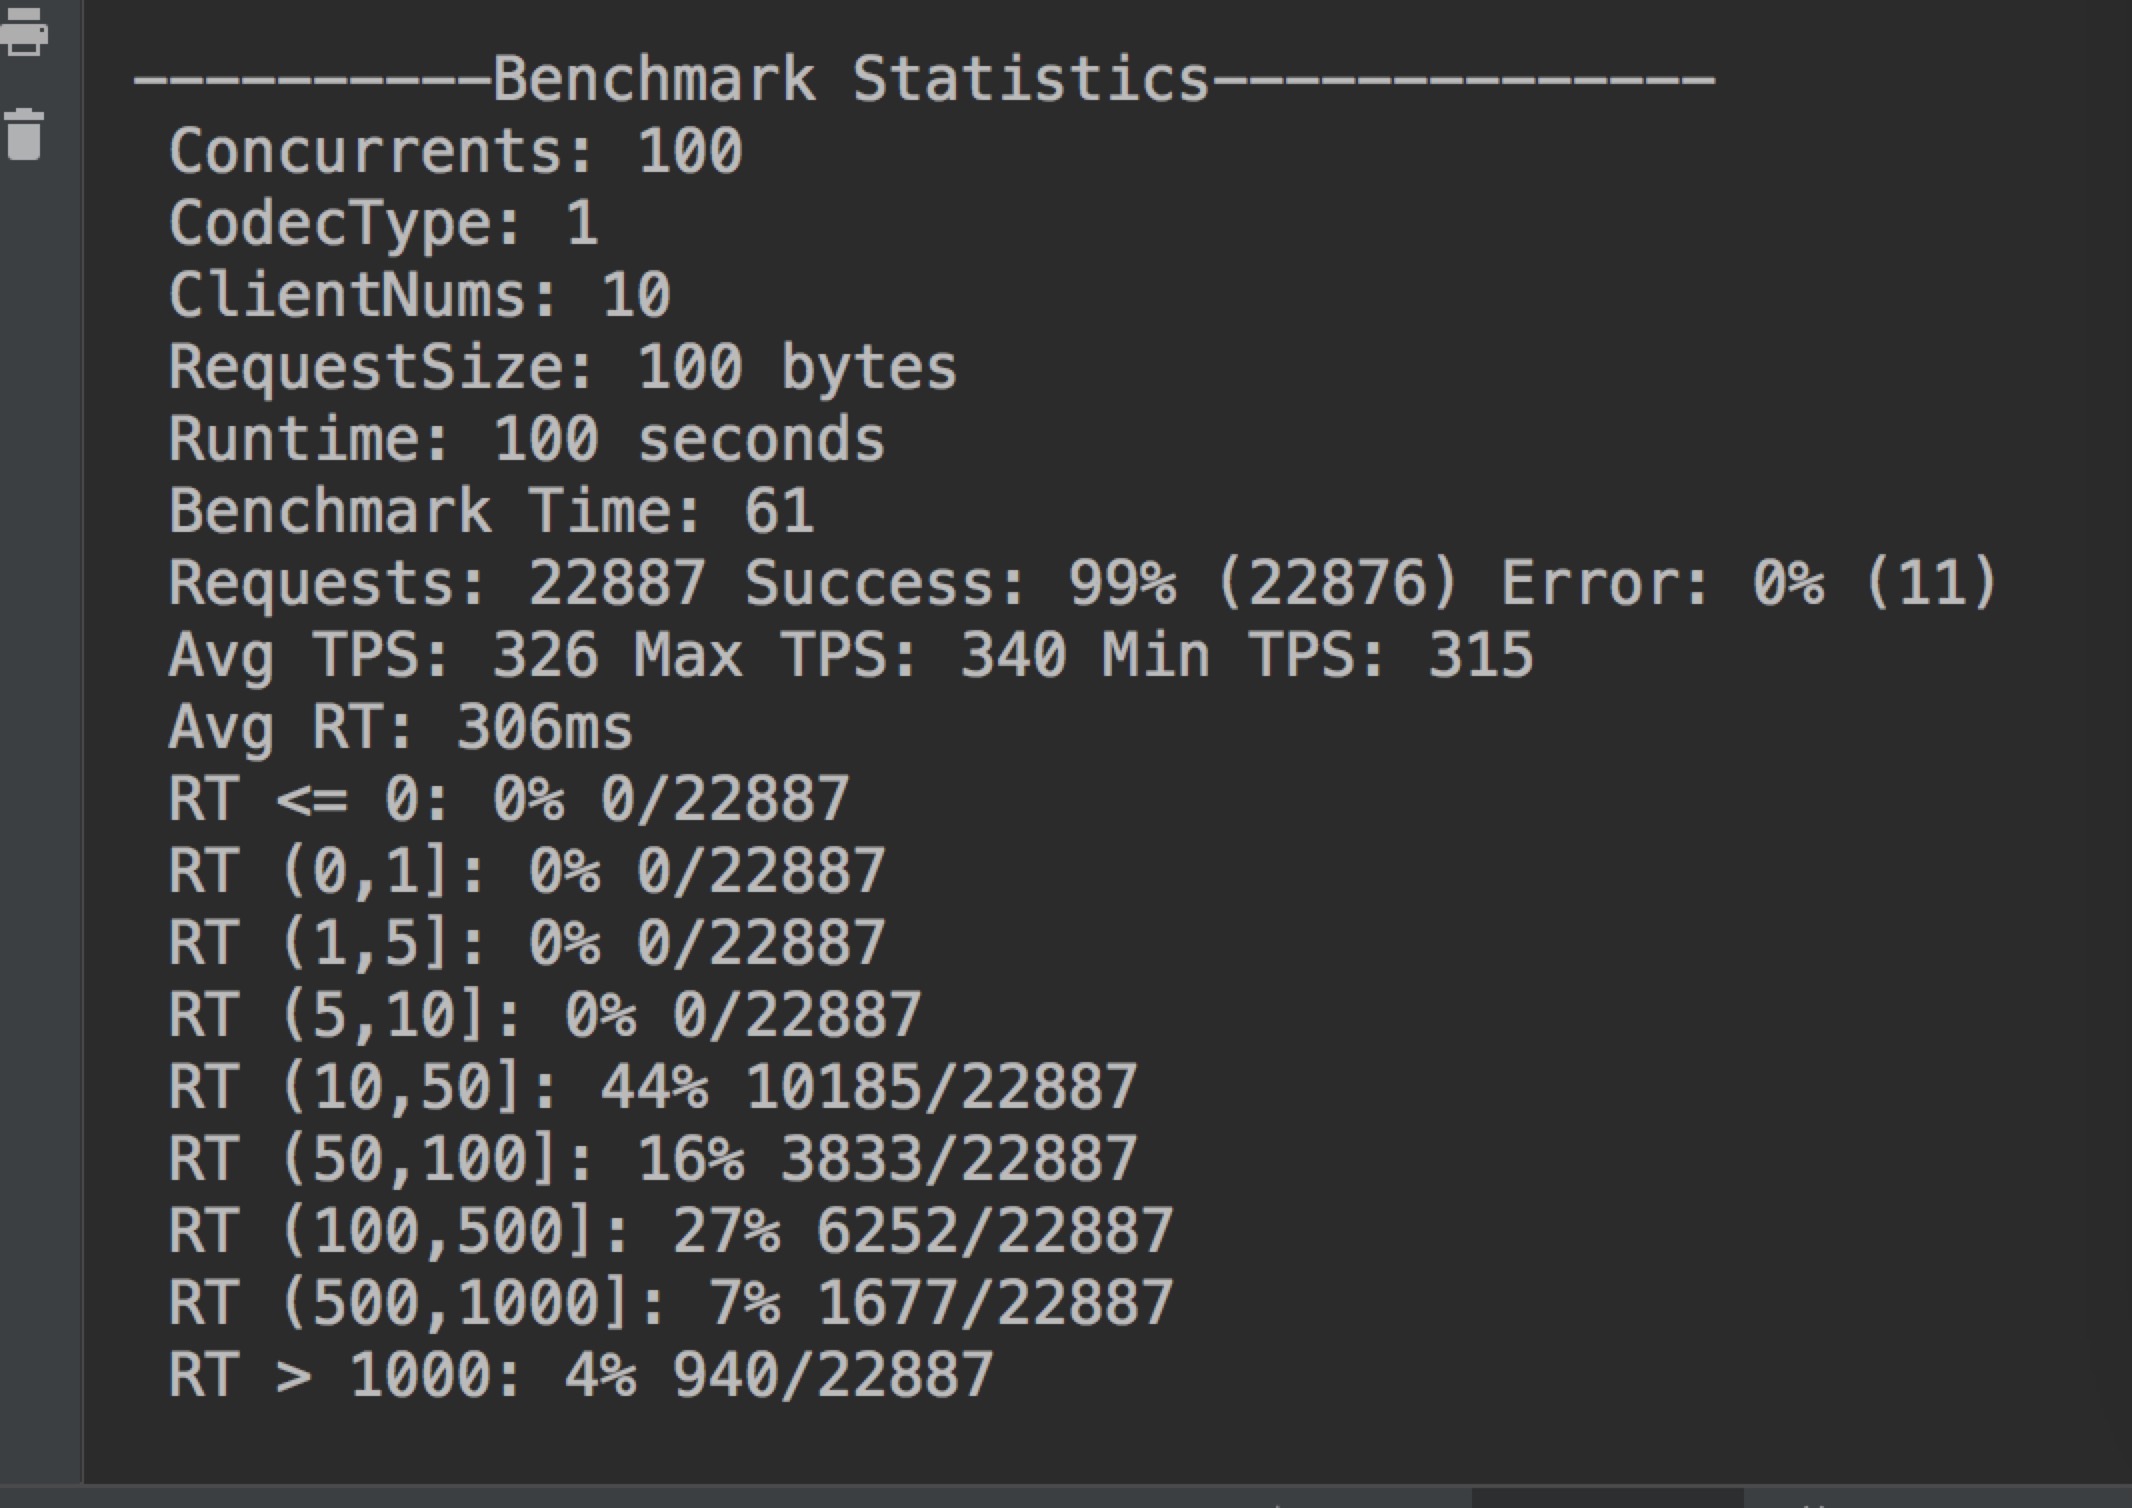 ----------Benchmark Statistics--------------
Concurrents: 100
CodecType: 1
ClientNums: 10
RequestSize: 100 bytes
Runtime: 100 seconds
Benchmark Time: 61
Requests: 22887 Success: 99% (22876) Error: 0% (11)
Avg TPS: 326 Max TPS: 340 Min TPS: 315
Avg RT: 306ms
RT <= 0: 0% 0/22887
RT (0,1]: 0% 0/22887
RT (1,5]: 0% 0/22887
RT (5,10]: 0% 0/22887
RT (10,50]: 44% 10185/22887
RT (50,100]: 16% 3833/22887
RT (100,500]: 27% 6252/22887
RT (500,1000]: 7% 1677/22887
RT > 1000: 4% 940/22887